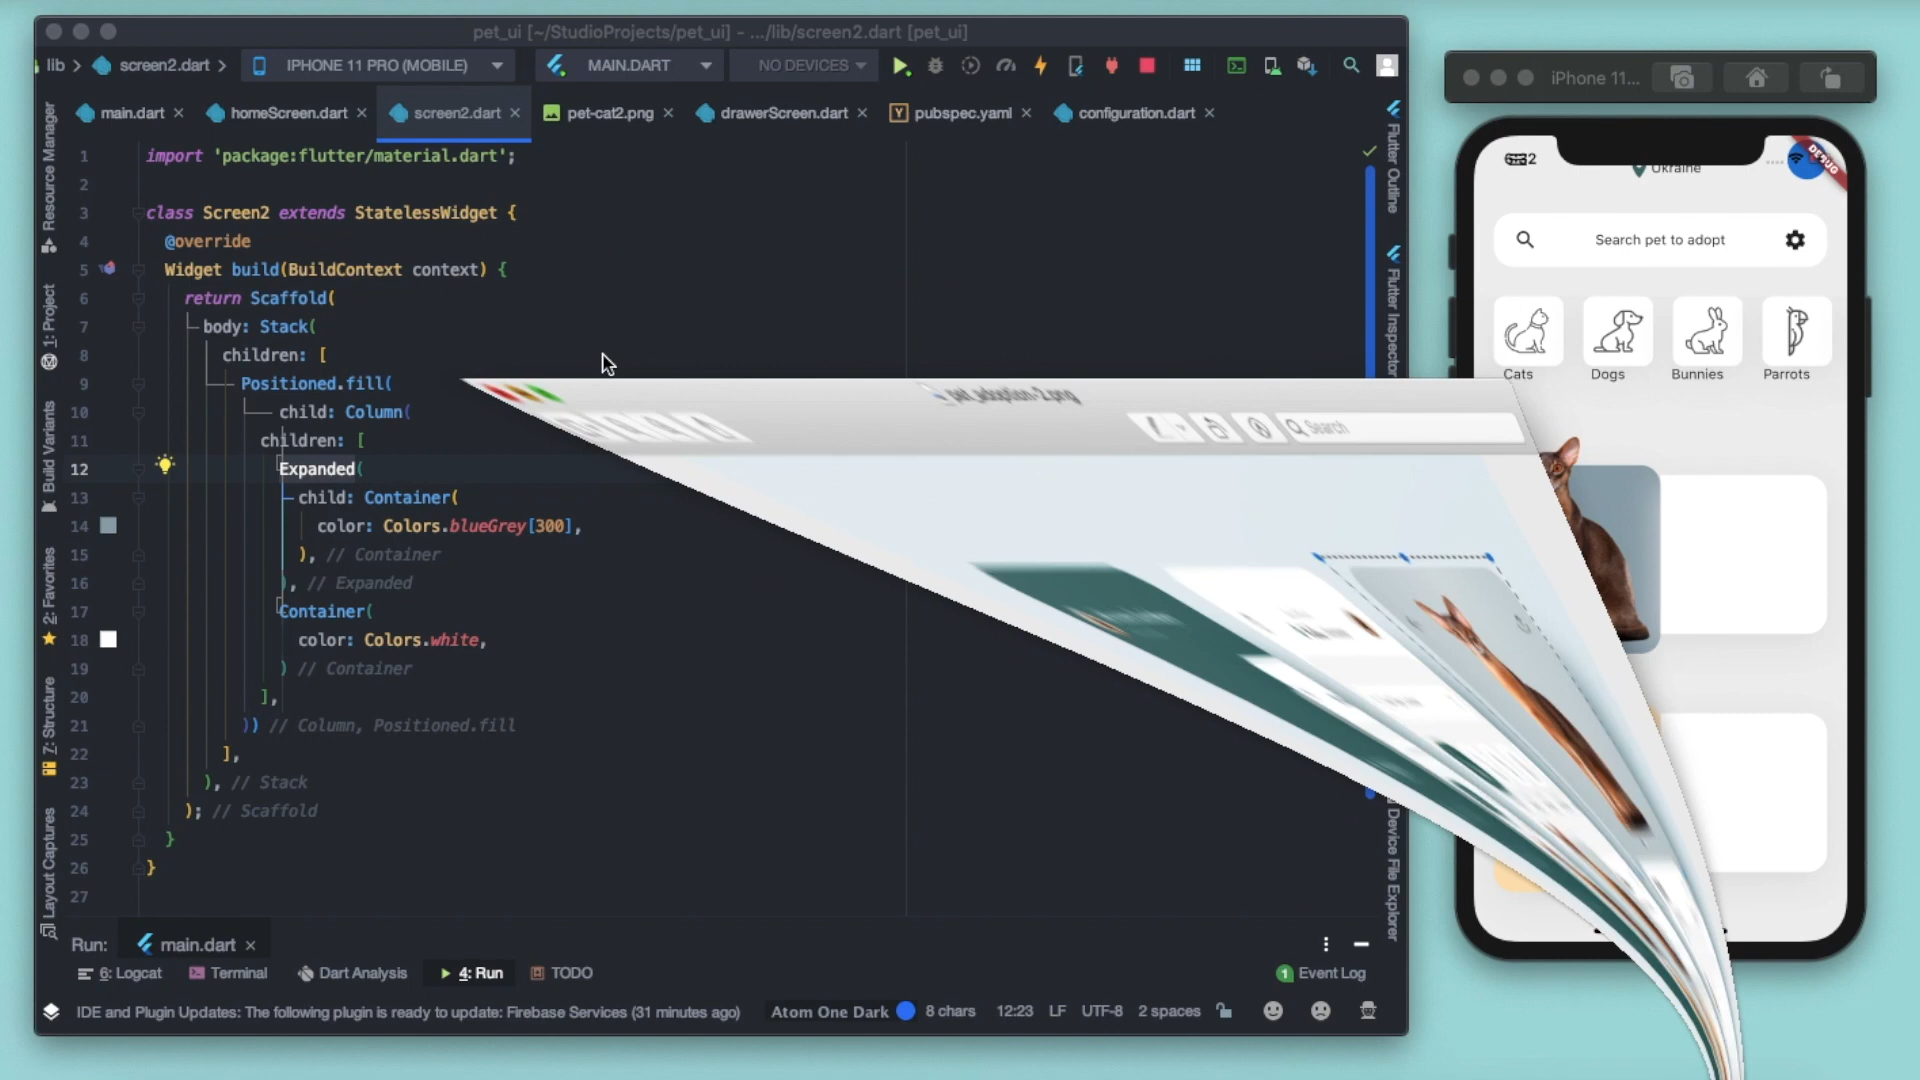 pet_ui [~/StudioProjects/pet_ui] - .../lib/screen2.dart [pet_ui]
lib
screen2.dart
IPHONE 11 PRO (MOBILE)
MAIN.DART
NO DEVICES
main.dart
homeScreen.dart
screen2.dart
pet-cat2.png
drawerScreen.dart
pubspec.yaml
configuration.dart
Resource Manager
1: Project
Build Variants
2: Favorites
7: Structure
Layout Captures
1 import 'package:flutter/material.dart';
2
3 class Screen2 extends StatelessWidget {
4 @override
5 Widget build(BuildContext context) {
6 return Scaffold(
7 body: Stack(
8 children: [
9 Positioned.fill(
10 child: Column(
11 children: [
12 Expanded(
13 child: Container(
14 color: Colors.blueGrey[300],
15 ), // Container
16 ), // Expanded
17 Container(
18 color: Colors.white,
19 ) // Container
20 ],
21 )) // Column, Positioned.fill
22 ],
23 ), // Stack
24 ); // Scaffold
25 }
26 }
27
Flutter Outline
Flutter Inspector
Device File Explorer
pet_adoption-2.png
Search
Run:
main.dart
6: Logcat
Terminal
Dart Analysis
4: Run
TODO
1 Event Log
IDE and Plugin Updates: The following plugin is ready to update: Firebase Services (31 minutes ago)
Atom One Dark
8 chars
12:23
LF
UTF-8
2 spaces
iPhone 11...
DEBUG
Ukraine
Search pet to adopt
Cats
Dogs
Bunnies
Parrots